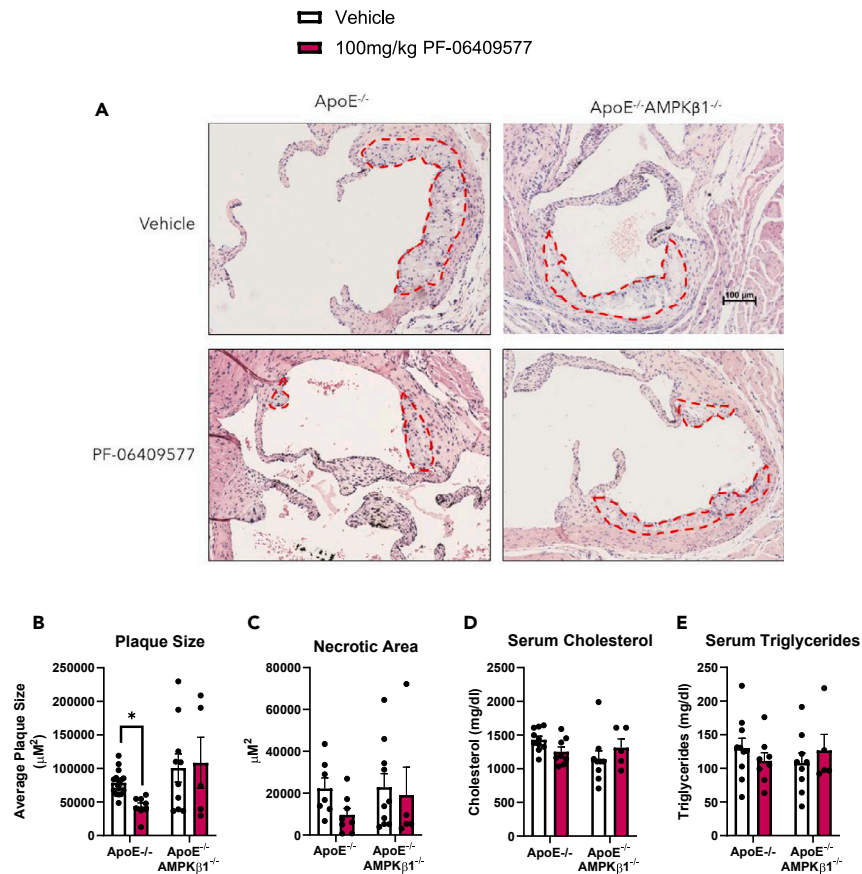 Vehicle
100mg/kg PF-06409577
A
ApoE-/-
ApoE-/-AMPKβ1-/-
Vehicle
100 µm
PF-06409577
B
Plaque Size
Average Plaque Size
(µM²)
250000
200000
150000
100000
50000
0
*
ApoE-/-
ApoE-/-
AMPKβ1-/-
C
Necrotic Area
µM²
80000
60000
40000
20000
0
ApoE-/-
ApoE-/-
AMPKβ1-/-
D
Serum Cholesterol
Cholesterol (mg/dl)
2500
2000
1500
1000
500
0
ApoE-/-
ApoE-/-
AMPKβ1-/-
E
Serum Triglycerides
Triglycerides (mg/dl)
250
200
150
100
50
0
ApoE-/-
ApoE-/-
AMPKβ1-/-